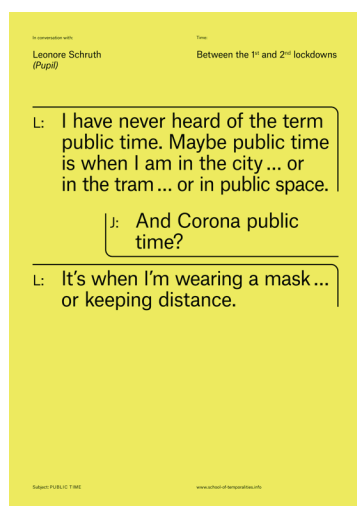 In conversation with:
Leonore Schruth
(Pupil)
Time:
Between the 1st and 2nd lockdowns
L: I have never heard of the term
public time. Maybe public time
is when I am in the city ... or
in the tram ... or in public space.
J: And Corona public
time?
L: It's when I'm wearing a mask ...
or keeping distance.
Subject: PUBLIC TIME
www.school-of-temporalities.info